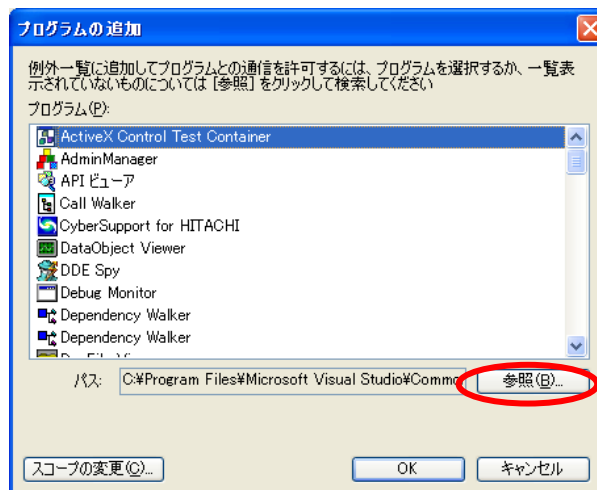 プログラムの追加
例外一覧に追加してプログラムとの通信を許可するには、プログラムを選択するか、一覧表
示されていないものについては [参照] をクリックして検索してください
プログラム(P):
ActiveX Control Test Container
AdminManager
API ビューア
Call Walker
CyberSupport for HITACHI
DataObject Viewer
DDE Spy
Debug Monitor
Dependency Walker
Dependency Walker
パス: C:¥Program Files¥Microsoft Visual Studio¥Commo 参照(B)...
スコープの変更(C)... OK キャンセル